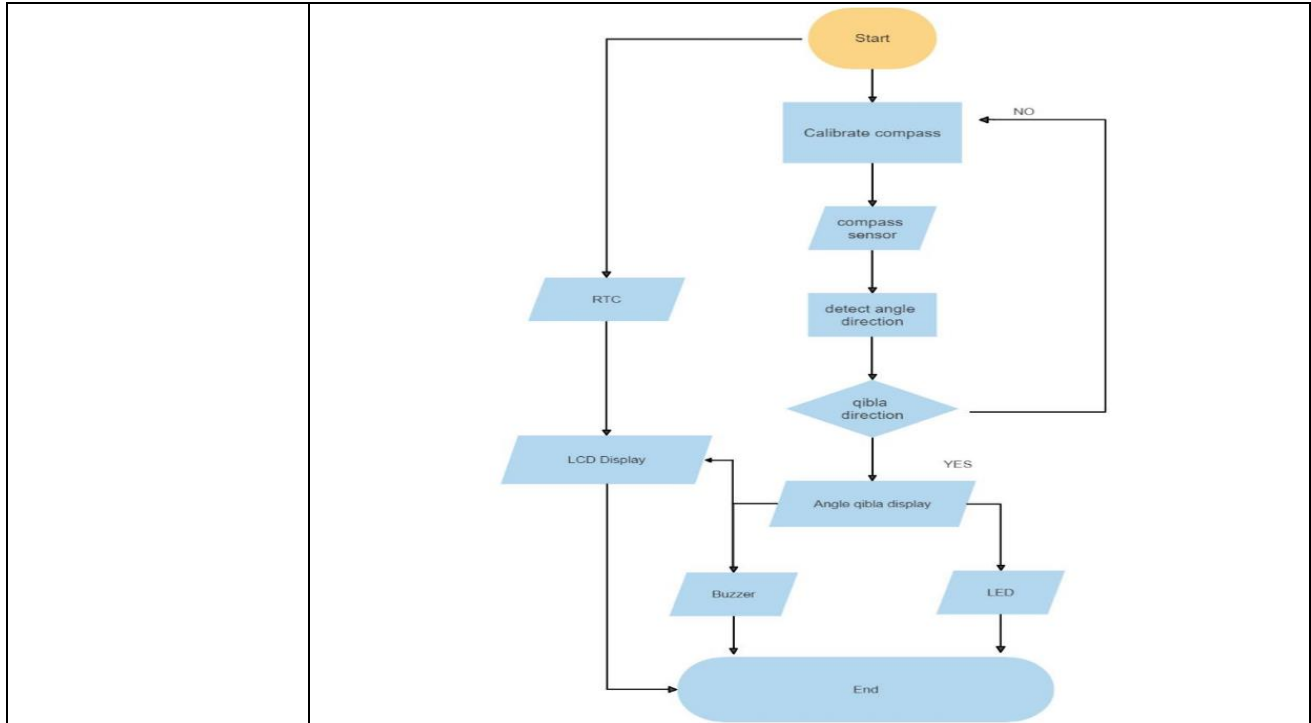 Start
NO
Calibrate compass
compass
sensor
RTC
detect angle
direction
qibla
direction
LCD Display
YES
Angle qibla display
Buzzer
LED
End